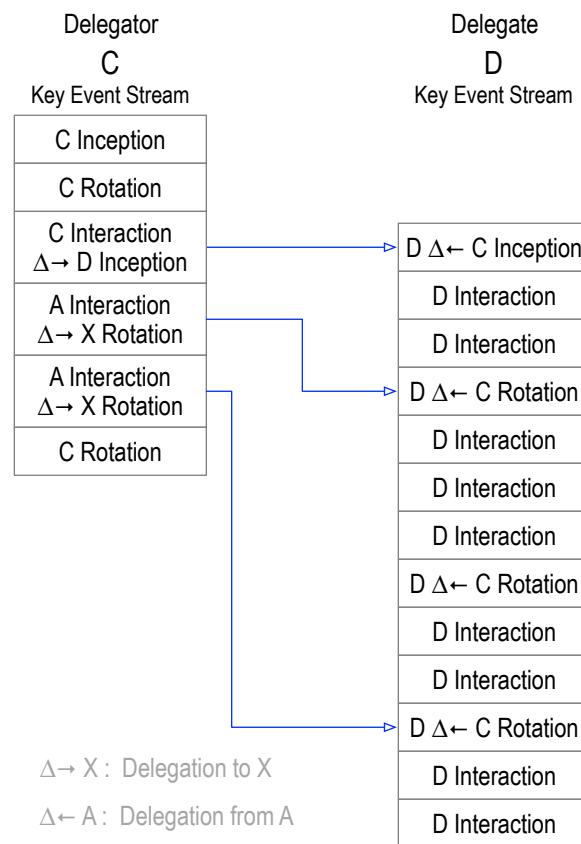 Delegator
C
Key Event Stream
C Inception
C Rotation
C Interaction
Δ→ D Inception
A Interaction
Δ→ X Rotation
A Interaction
Δ→ X Rotation
C Rotation
Delegate
D
Key Event Stream
D Δ← C Inception
D Interaction
D Interaction
D Δ← C Rotation
D Interaction
D Interaction
D Interaction
D Δ← C Rotation
D Interaction
D Interaction
D Δ← C Rotation
D Interaction
D Interaction
Δ→ X : Delegation to X
Δ← A : Delegation from A